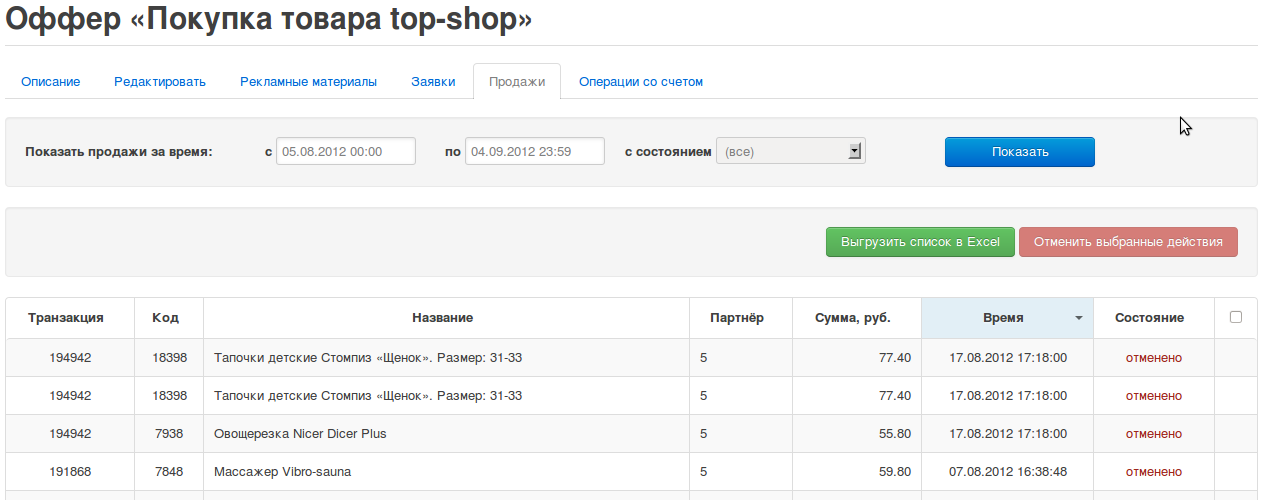 Оффер «Покупка товара top-shop»
Описание Редактировать Рекламные материалы Заявки Продажи Операции со счетом
Показать продажи за время: с 05.08.2012 00:00 по 04.09.2012 23:59 с состоянием (все) Показать
Выгрузить список в Excel Отменить выбранные действия
Транзакция Код Название Партнёр Сумма, руб. Время Состояние
194942 18398 Тапочки детские Стомпиз «Щенок». Размер: 31-33 5 77.40 17.08.2012 17:18:00 отменено
194942 18398 Тапочки детские Стомпиз «Щенок». Размер: 31-33 5 77.40 17.08.2012 17:18:00 отменено
194942 7938 Овощерезка Nicer Dicer Plus 5 55.80 17.08.2012 17:18:00 отменено
191868 7848 Массажер Vibro-sauna 5 59.80 07.08.2012 16:38:48 отменено